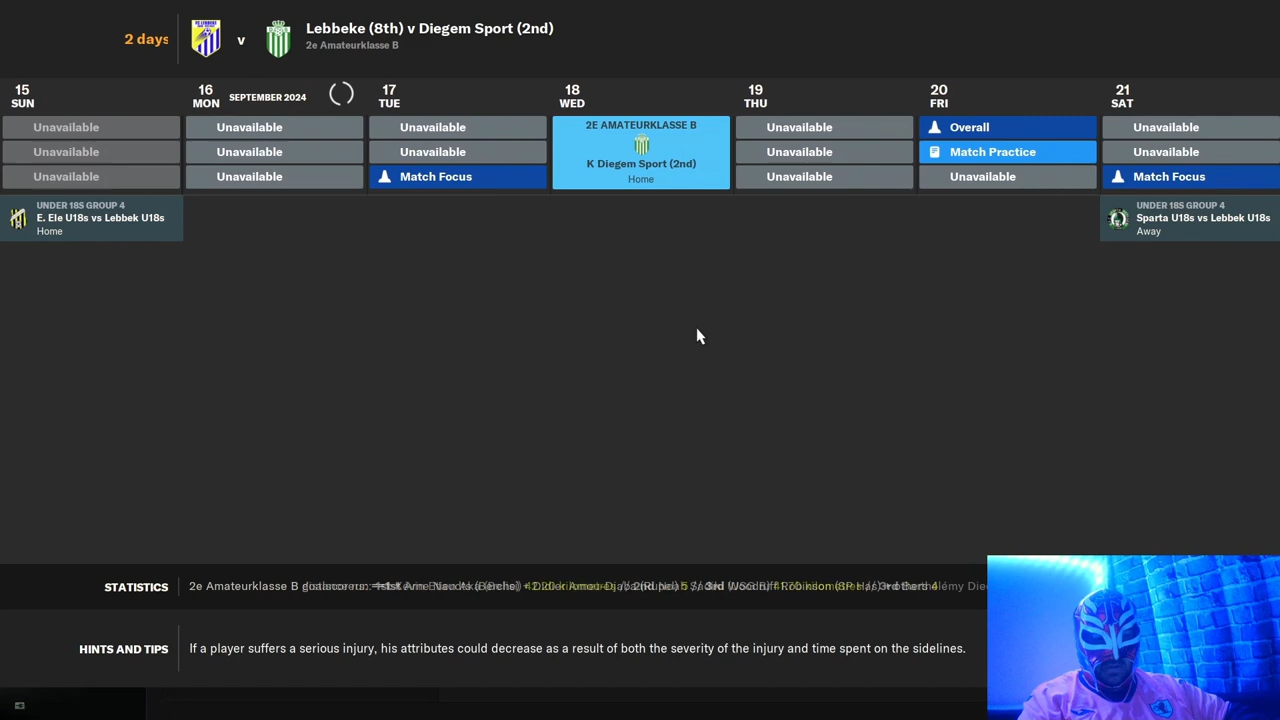 2 days
v
Lebbeke (8th) v Diegem Sport (2nd)
2e Amateurklasse B
15
SUN
16
MON
SEPTEMBER 2024
17
TUE
18
WED
19
THU
20
FRI
21
SAT
Unavailable
Unavailable
Unavailable
2E AMATEURKLASSE B
Unavailable
Overall
Unavailable
Unavailable
Unavailable
Unavailable
K Diegem Sport (2nd)
Unavailable
Match Practice
Unavailable
Unavailable
Unavailable
Match Focus
Home
Unavailable
Unavailable
Match Focus
UNDER 18S GROUP 4
E. Ele U18s vs Lebbek U18s
Home
UNDER 18S GROUP 4
Sparta U18s vs Lebbek U18s
Away
STATISTICS
2e Amateurklasse B
HINTS AND TIPS
If a player suffers a serious injury, his attributes could decrease as a result of both the severity of the injury and time spent on the sidelines.